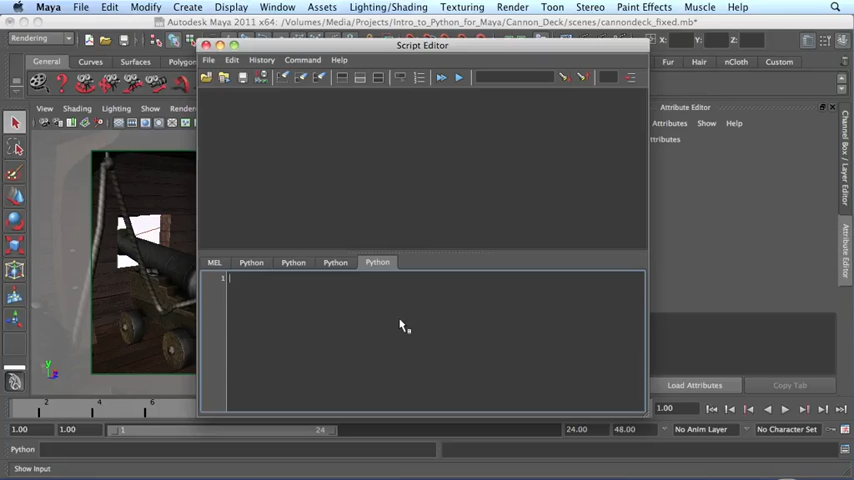 Maya File Edit Modify Create Display Window Assets Lighting/Shading Texturing Render Toon Stereo Paint Effects Muscle Help
Autodesk Maya 2011 x64: /Volumes/Media/Projects/Intro_to_Python_for_Maya/Cannon_Deck/scenes/cannondeck_fixed.mb*
Rendering
X: Y: Z:
Script Editor
General Curves Surfaces Polygo
Fur Hair nCloth Custom
File Edit History Command Help
View Shading Lighting Show Render
Attribute Editor
Attributes Show Help
ttributes
Channel Box / Layer Editor
Attribute Editor
MEL Python Python Python Python
1
y
Load Attributes Copy Tab
2 4 6
1.00
1.00 1.00 1 24 24.00 48.00 No Anim Layer No Character Set
Python
Show Input